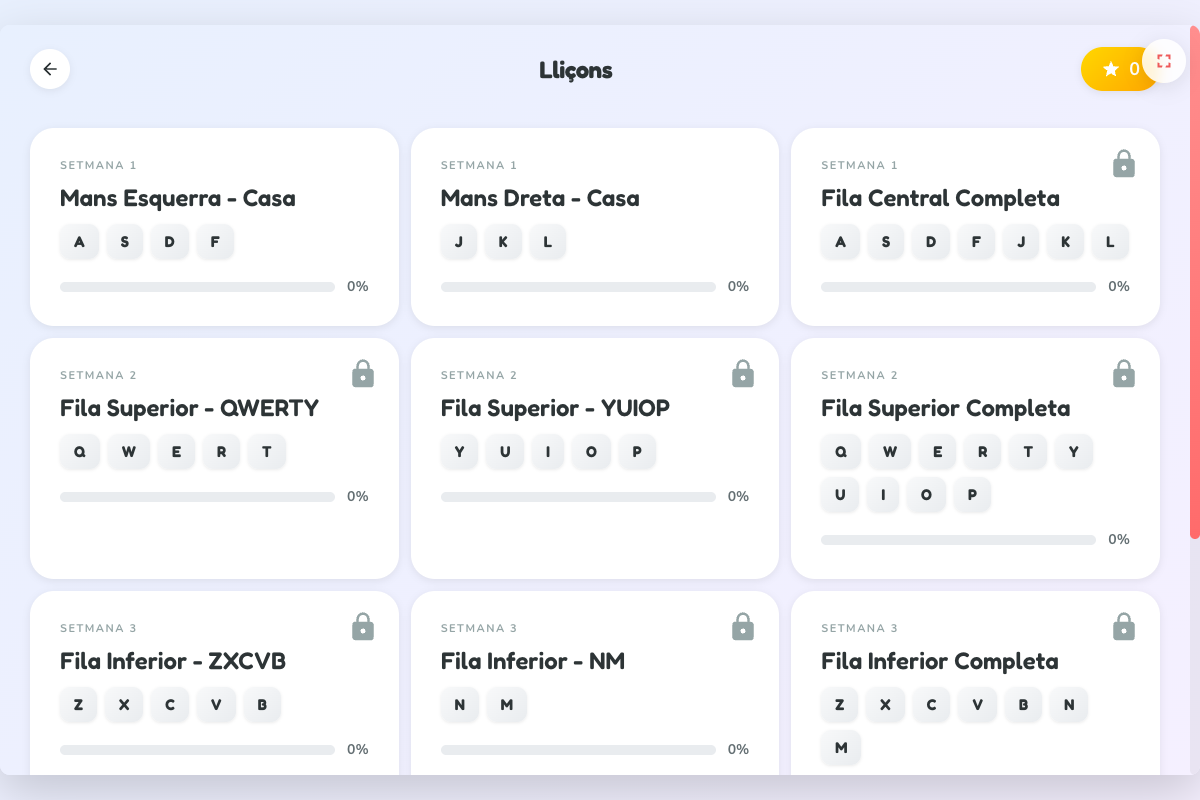 Lliçons
0
SETMANA 1
Mans Esquerra - Casa
A S D F
0%
SETMANA 1
Mans Dreta - Casa
J K L
0%
SETMANA 1
Fila Central Completa
A S D F J K L
0%
SETMANA 2
Fila Superior - QWERTY
Q W E R T
0%
SETMANA 2
Fila Superior - YUIOP
Y U I O P
0%
SETMANA 2
Fila Superior Completa
Q W E R T Y
U I O P
0%
SETMANA 3
Fila Inferior - ZXCVB
Z X C V B
0%
SETMANA 3
Fila Inferior - NM
N M
0%
SETMANA 3
Fila Inferior Completa
Z X C V B N
M